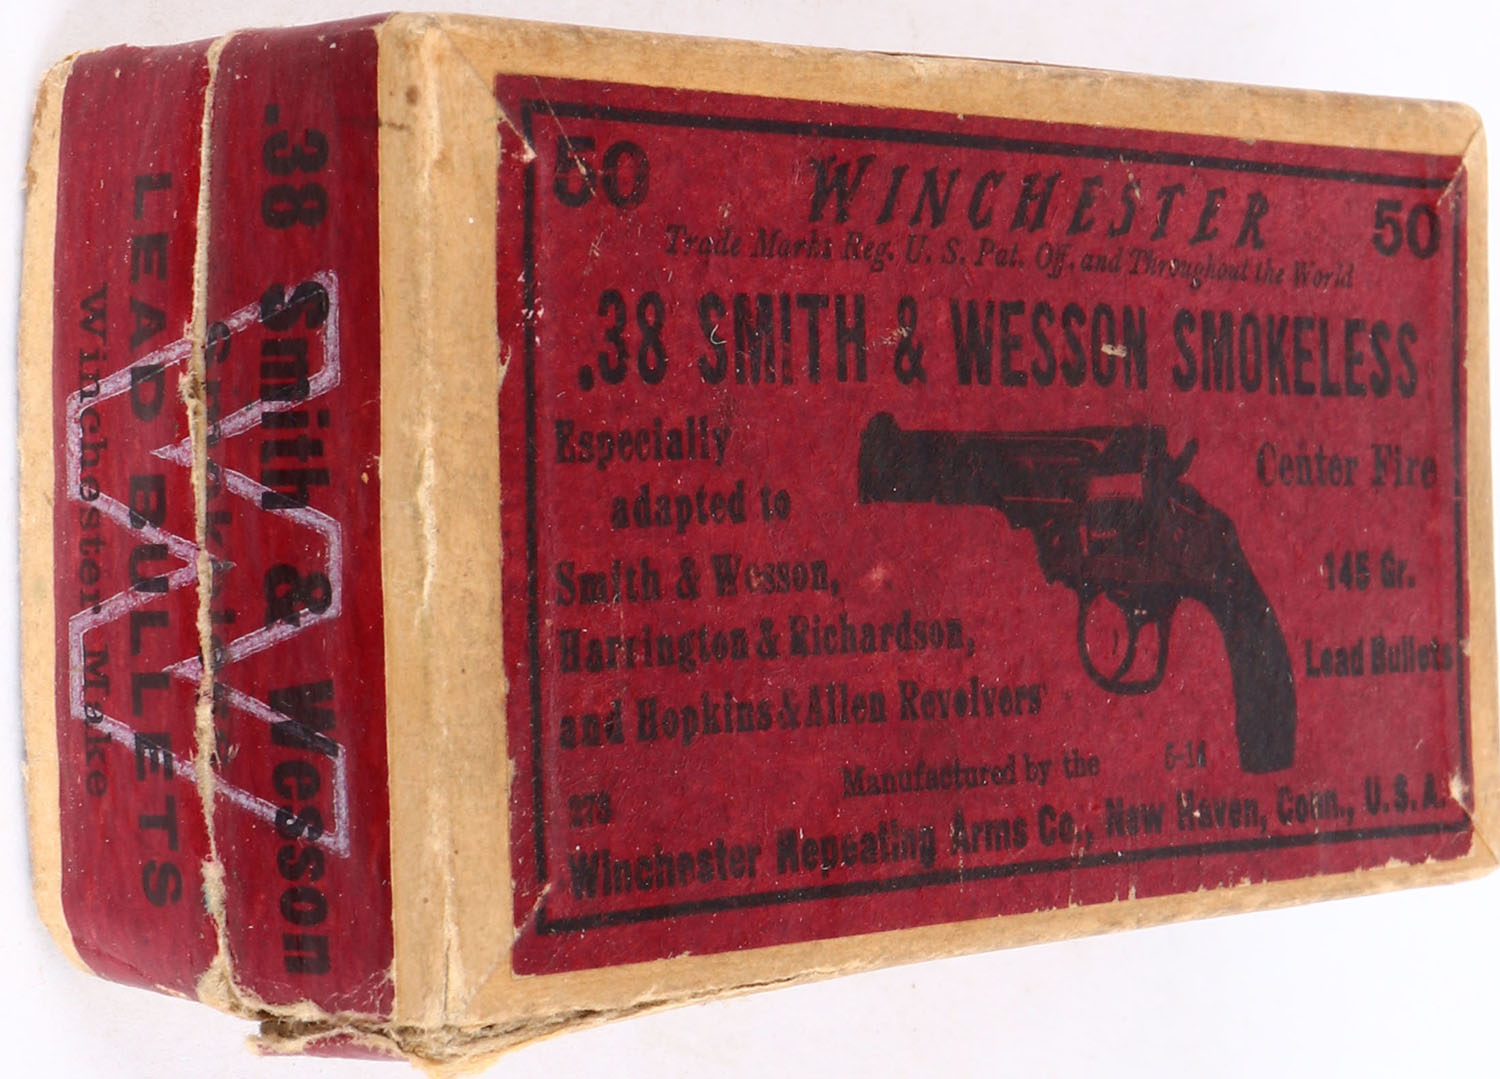 50
WINCHESTER
50
Trade Marks Reg. U. S. Pat. Off. and Throughout the World
.38 SMITH & WESSON SMOKELESS
Especially
adapted to
Smith & Wesson,
Harrington & Richardson,
and Hopkins & Allen Revolvers
Center Fire
145 Gr.
Lead Bullets
Manufactured by the
5-14
273
Winchester Repeating Arms Co., New Haven, Conn., U.S.A.
.38 Smith & Wesson
Smokeless
LEAD BULLETS
Winchester Make
W